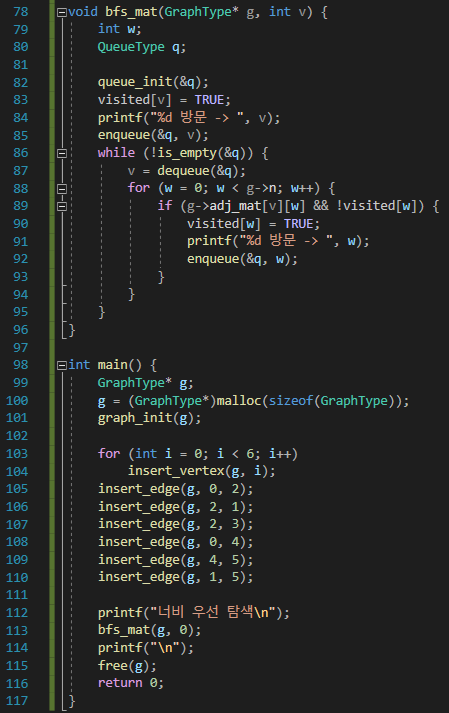 78 void bfs_mat(GraphType* g, int v) {
79 int w;
80 QueueType q;
81
82 queue_init(&q);
83 visited[v] = TRUE;
84 printf("%d 방문 -> ", v);
85 enqueue(&q, v);
86 while (!is_empty(&q)) {
87 v = dequeue(&q);
88 for (w = 0; w < g->n; w++) {
89 if (g->adj_mat[v][w] && !visited[w]) {
90 visited[w] = TRUE;
91 printf("%d 방문 -> ", w);
92 enqueue(&q, w);
93 }
94 }
95 }
96 }
97
98 int main() {
99 GraphType* g;
100 g = (GraphType*)malloc(sizeof(GraphType));
101 graph_init(g);
102
103 for (int i = 0; i < 6; i++)
104 insert_vertex(g, i);
105 insert_edge(g, 0, 2);
106 insert_edge(g, 2, 1);
107 insert_edge(g, 2, 3);
108 insert_edge(g, 0, 4);
109 insert_edge(g, 4, 5);
110 insert_edge(g, 1, 5);
111
112 printf("너비 우선 탐색\n");
113 bfs_mat(g, 0);
114 printf("\n");
115 free(g);
116 return 0;
117 }